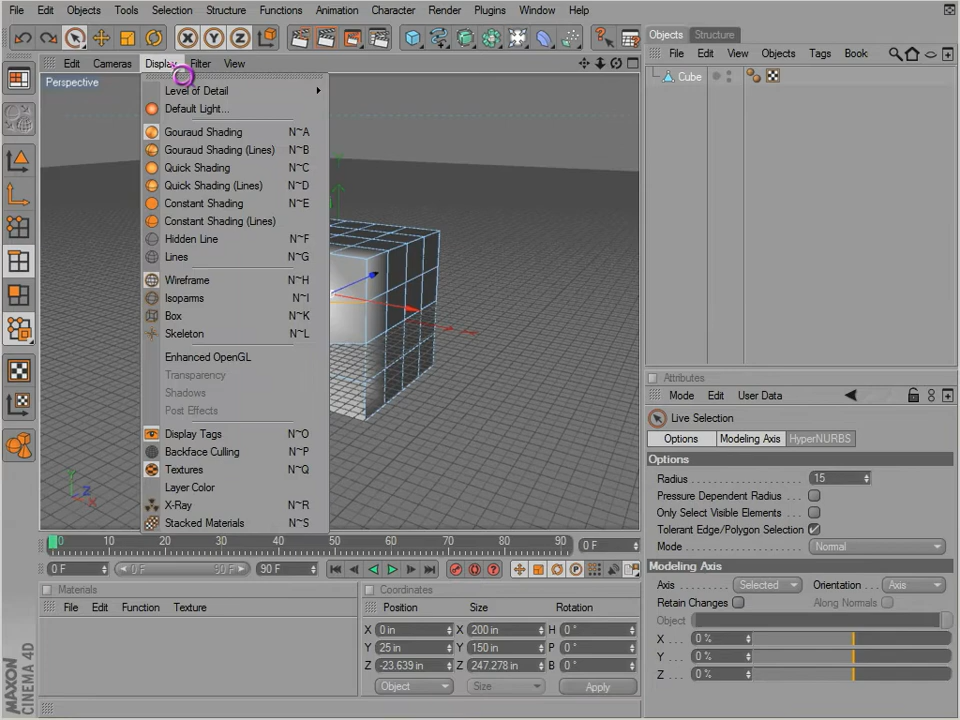 File Edit Objects Tools Selection Structure Functions Animation Character Render Plugins Window Help
Objects Structure
Edit Cameras Display Filter View
File Edit View Objects Tags Book
Perspective
Cube
Level of Detail
Default Light...
Gouraud Shading N~A
Gouraud Shading (Lines) N~B
Quick Shading N~C
Quick Shading (Lines) N~D
Constant Shading N~E
Constant Shading (Lines)
Hidden Line N~F
Lines N~G
Wireframe N~H
Isoparms N~I
Box N~K
Skeleton N~L
Enhanced OpenGL
Transparency
Shadows
Post Effects
Display Tags N~O
Backface Culling N~P
Textures N~Q
Layer Color
X-Ray N~R
Stacked Materials N~S
Y
Z
X
Attributes
Mode Edit User Data
Live Selection
Options Modeling Axis HyperNURBS
Options
Radius 15
Pressure Dependent Radius
Only Select Visible Elements
Tolerant Edge/Polygon Selection
Mode Normal
Modeling Axis
Axis Selected Orientation Axis
Retain Changes Along Normals
Object
X 0 %
Y 0 %
Z 0 %
0 10 20 30 40 50 60 70 80 90 0 F
0 F 0 F 90 F 90 F
Materials
File Edit Function Texture
Coordinates
Position Size Rotation
X 0 in X 200 in H 0 °
Y 25 in Y 150 in P 0 °
Z -23.639 in Z 247.278 in B 0 °
Object Size Apply
MAXON
CINEMA 4D